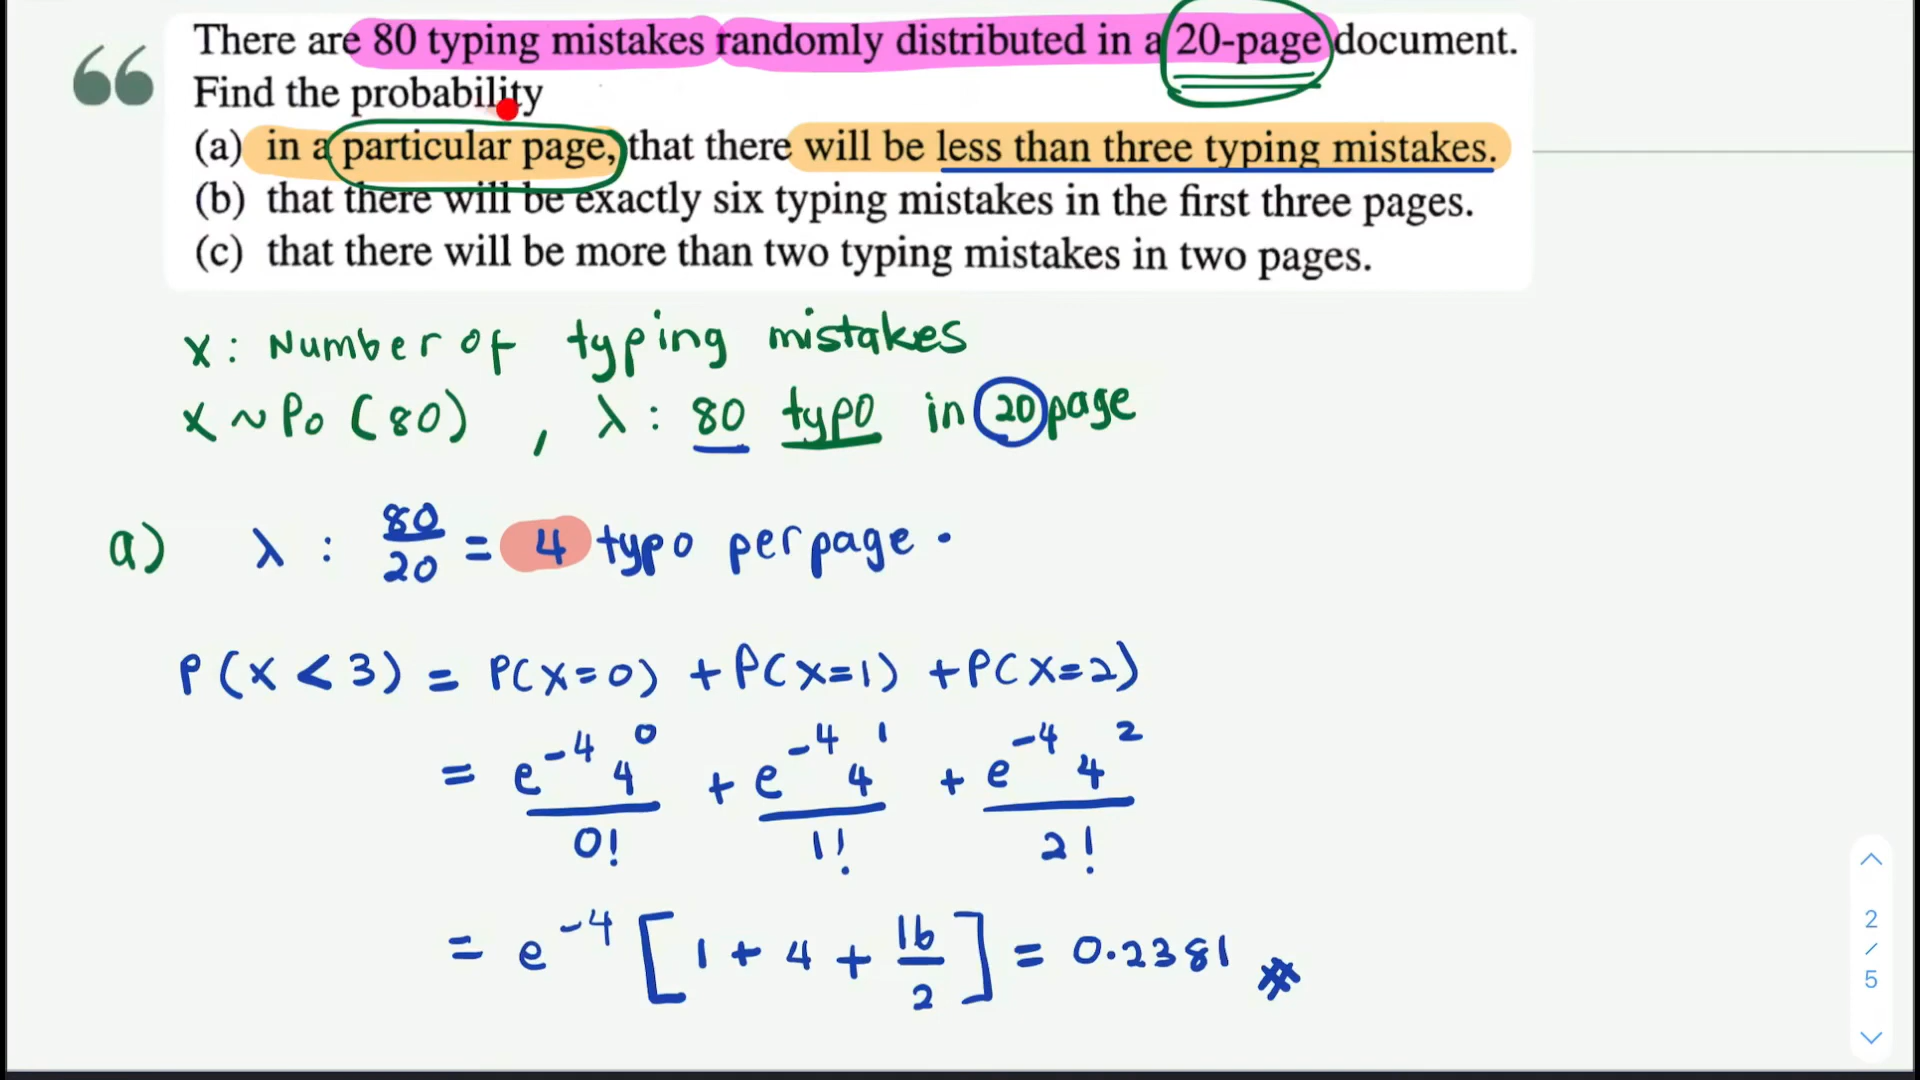 There are 80 typing mistakes randomly distributed in a 20-page document.
Find the probability
(a) in a particular page, that there will be less than three typing mistakes.
(b) that there will be exactly six typing mistakes in the first three pages.
(c) that there will be more than two typing mistakes in two pages.
X : Number of typing mistakes
X ~ Po (80) , λ : 80 typo in 20 page
a) λ : 80/20 = 4 typo per page .
P(X < 3) = P(X=0) + P(X=1) + P(X=2)
= e^-4 4^0 / 0! + e^-4 4^1 / 1! + e^-4 4^2 / 2!
= e^-4 [ 1 + 4 + 16/2 ] = 0.2381 #
2
/
5